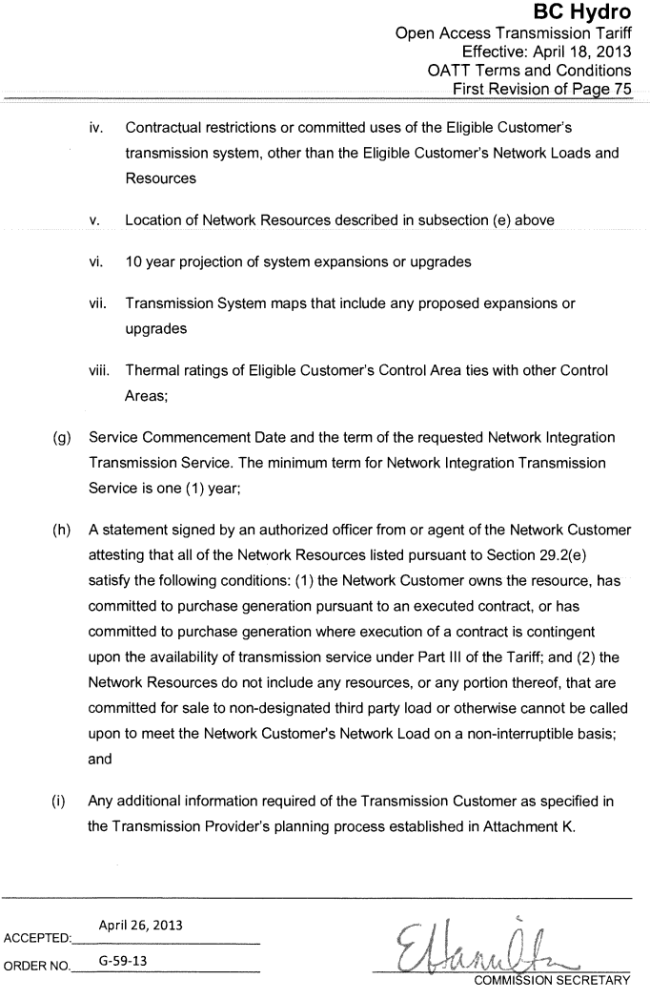 BC Hydro
Open Access Transmission Tariff
Effective: April 18, 2013
OATT Terms and Conditions
First Revision of Page 75
iv. Contractual restrictions or committed uses of the Eligible Customer's
transmission system, other than the Eligible Customer's Network Loads and
Resources
v. Location of Network Resources described in subsection (e) above
vi. 10 year projection of system expansions or upgrades
vii. Transmission System maps that include any proposed expansions or
upgrades
viii. Thermal ratings of Eligible Customer's Control Area ties with other Control
Areas;
(g) Service Commencement Date and the term of the requested Network Integration
Transmission Service. The minimum term for Network Integration Transmission
Service is one (1) year;
(h) A statement signed by an authorized officer from or agent of the Network Customer
attesting that all of the Network Resources listed pursuant to Section 29.2(e)
satisfy the following conditions: (1) the Network Customer owns the resource, has
committed to purchase generation pursuant to an executed contract, or has
committed to purchase generation where execution of a contract is contingent
upon the availability of transmission service under Part III of the Tariff; and (2) the
Network Resources do not include any resources, or any portion thereof, that are
committed for sale to non-designated third party load or otherwise cannot be called
upon to meet the Network Customer's Network Load on a non-interruptible basis;
and
(i) Any additional information required of the Transmission Customer as specified in
the Transmission Provider's planning process established in Attachment K.
ACCEPTED: April 26, 2013
ORDER NO. G-59-13
COMMISSION SECRETARY